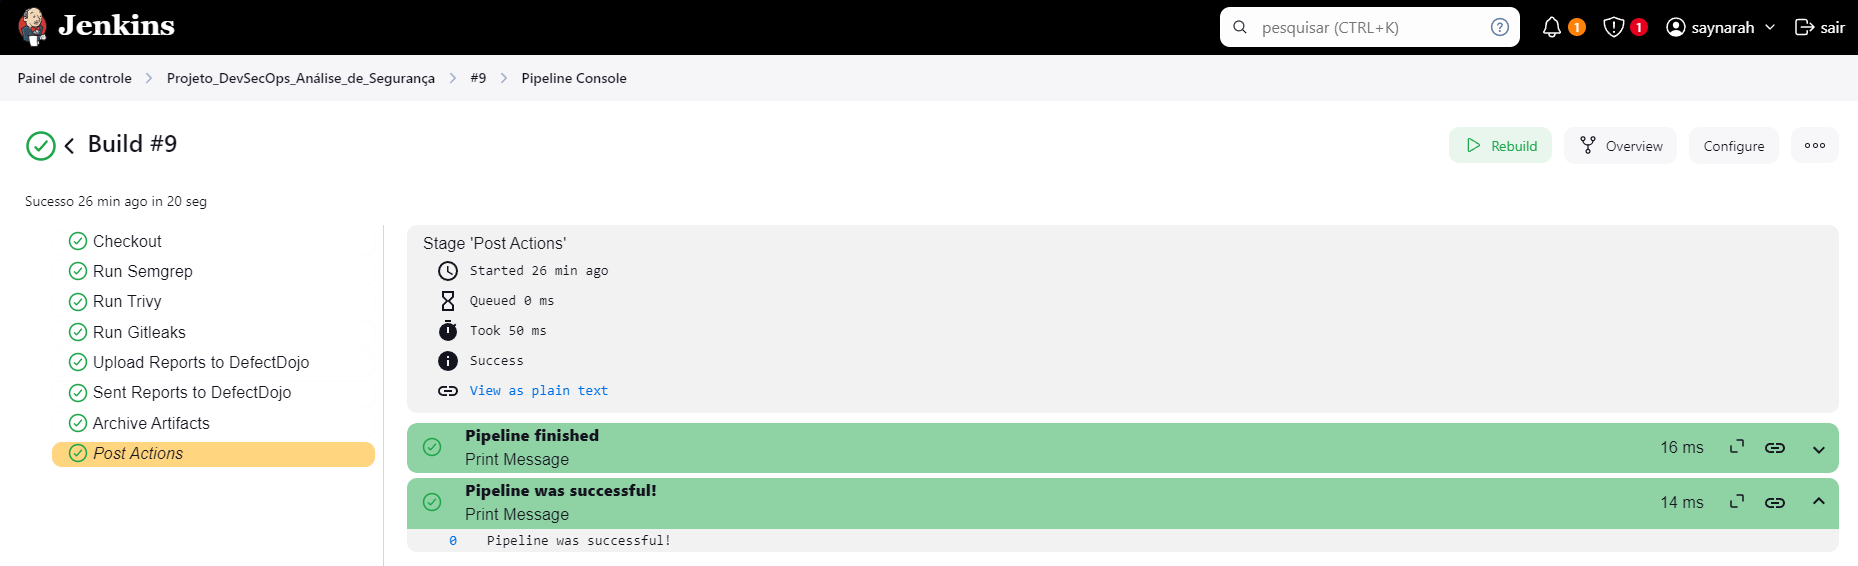 Jenkins
pesquisar (CTRL+K)
?
1
1
saynarah
sair
Painel de controle
Projeto_DevSecOps_Análise_de_Segurança
#9
Pipeline Console
Build #9
Rebuild
Overview
Configure
Sucesso 26 min ago in 20 seg
Checkout
Run Semgrep
Run Trivy
Run Gitleaks
Upload Reports to DefectDojo
Sent Reports to DefectDojo
Archive Artifacts
Post Actions
Stage 'Post Actions'
Started 26 min ago
Queued 0 ms
Took 50 ms
Success
View as plain text
Pipeline finished
Print Message
16 ms
Pipeline was successful!
Print Message
14 ms
0 Pipeline was successful!